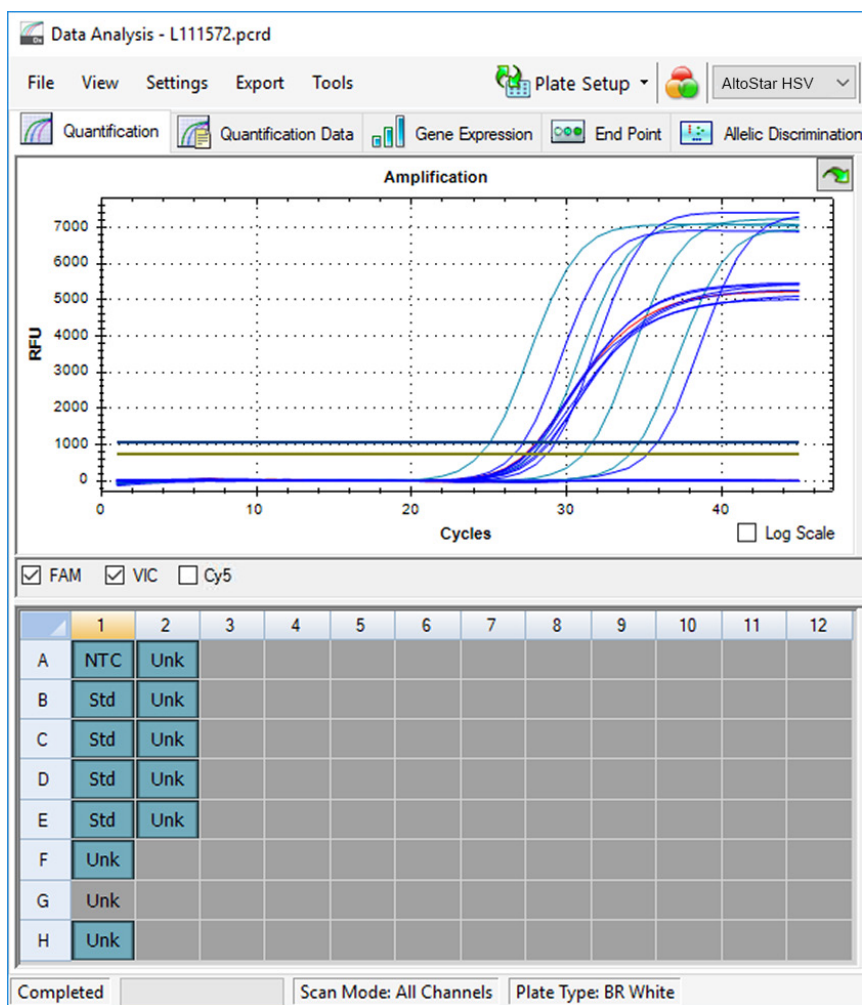 Data Analysis - L111572.pcrd
File View Settings Export Tools Plate Setup AltoStar HSV
Quantification Quantification Data Gene Expression End Point Allelic Discrimination
Amplification
7000
6000
5000
4000
3000
2000
1000
0
RFU
0 10 20 30 40
Cycles
Log Scale
FAM VIC Cy5
1 2 3 4 5 6 7 8 9 10 11 12
A NTC Unk
B Std Unk
C Std Unk
D Std Unk
E Std Unk
F Unk
G Unk
H Unk
Completed Scan Mode: All Channels Plate Type: BR White